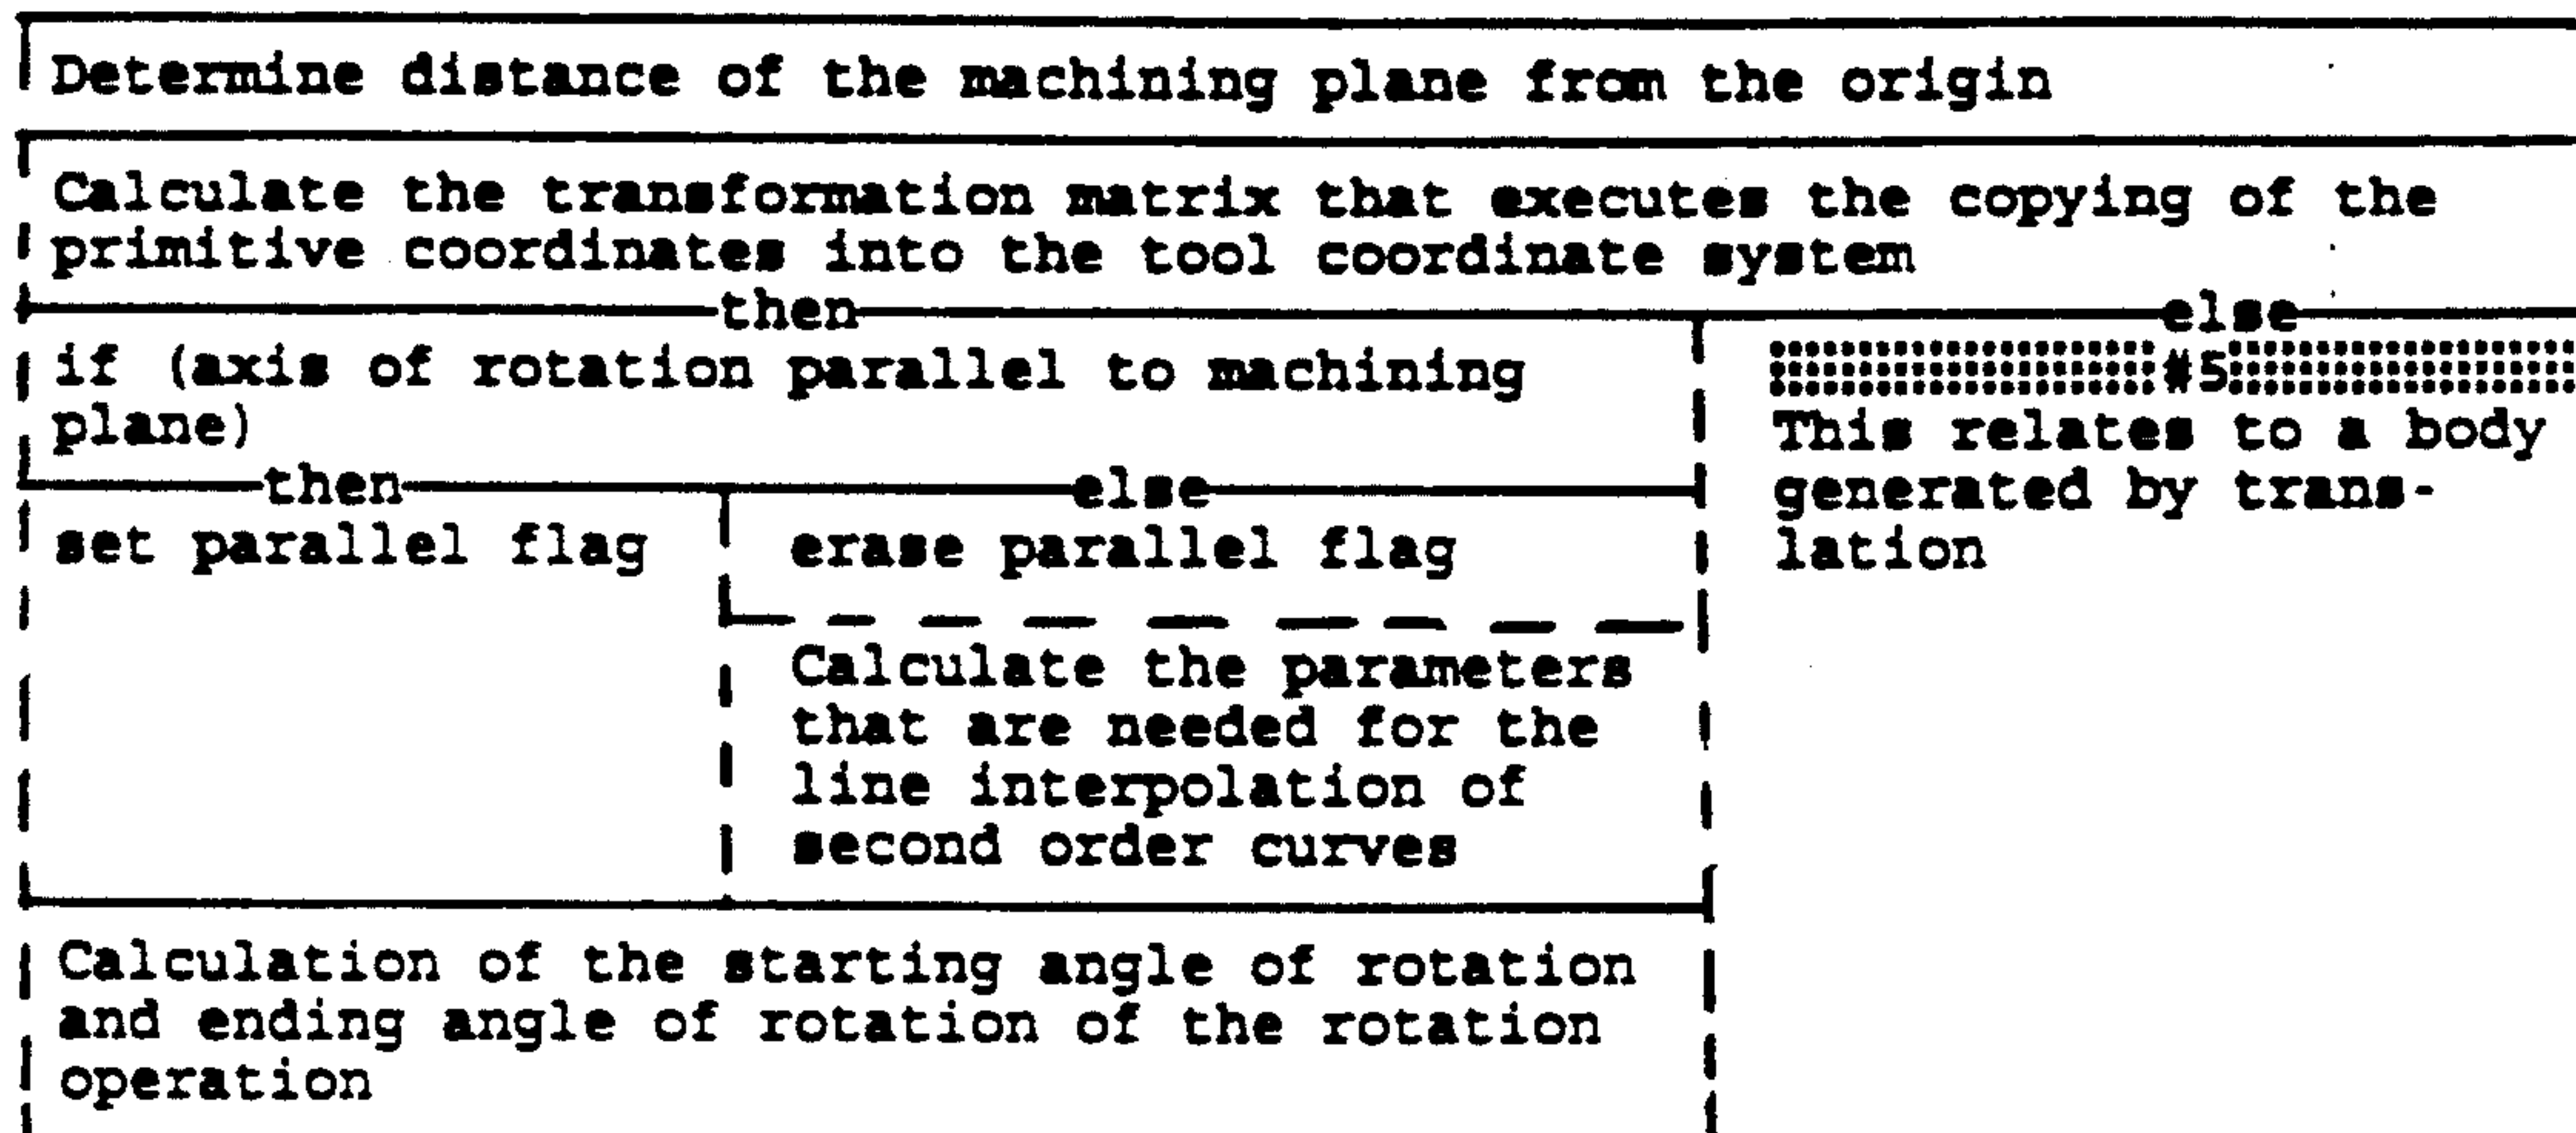 Determine distance of the machining plane from the origin
Calculate the transformation matrix that executes the copying of the
primitive coordinates into the tool coordinate system
then
else
if (axis of rotation parallel to machining
plane)
#5
This relates to a body
generated by trans-
lation
then
else
set parallel flag
erase parallel flag
Calculate the parameters
that are needed for the
line interpolation of
second order curves
Calculation of the starting angle of rotation
and ending angle of rotation of the rotation
operation